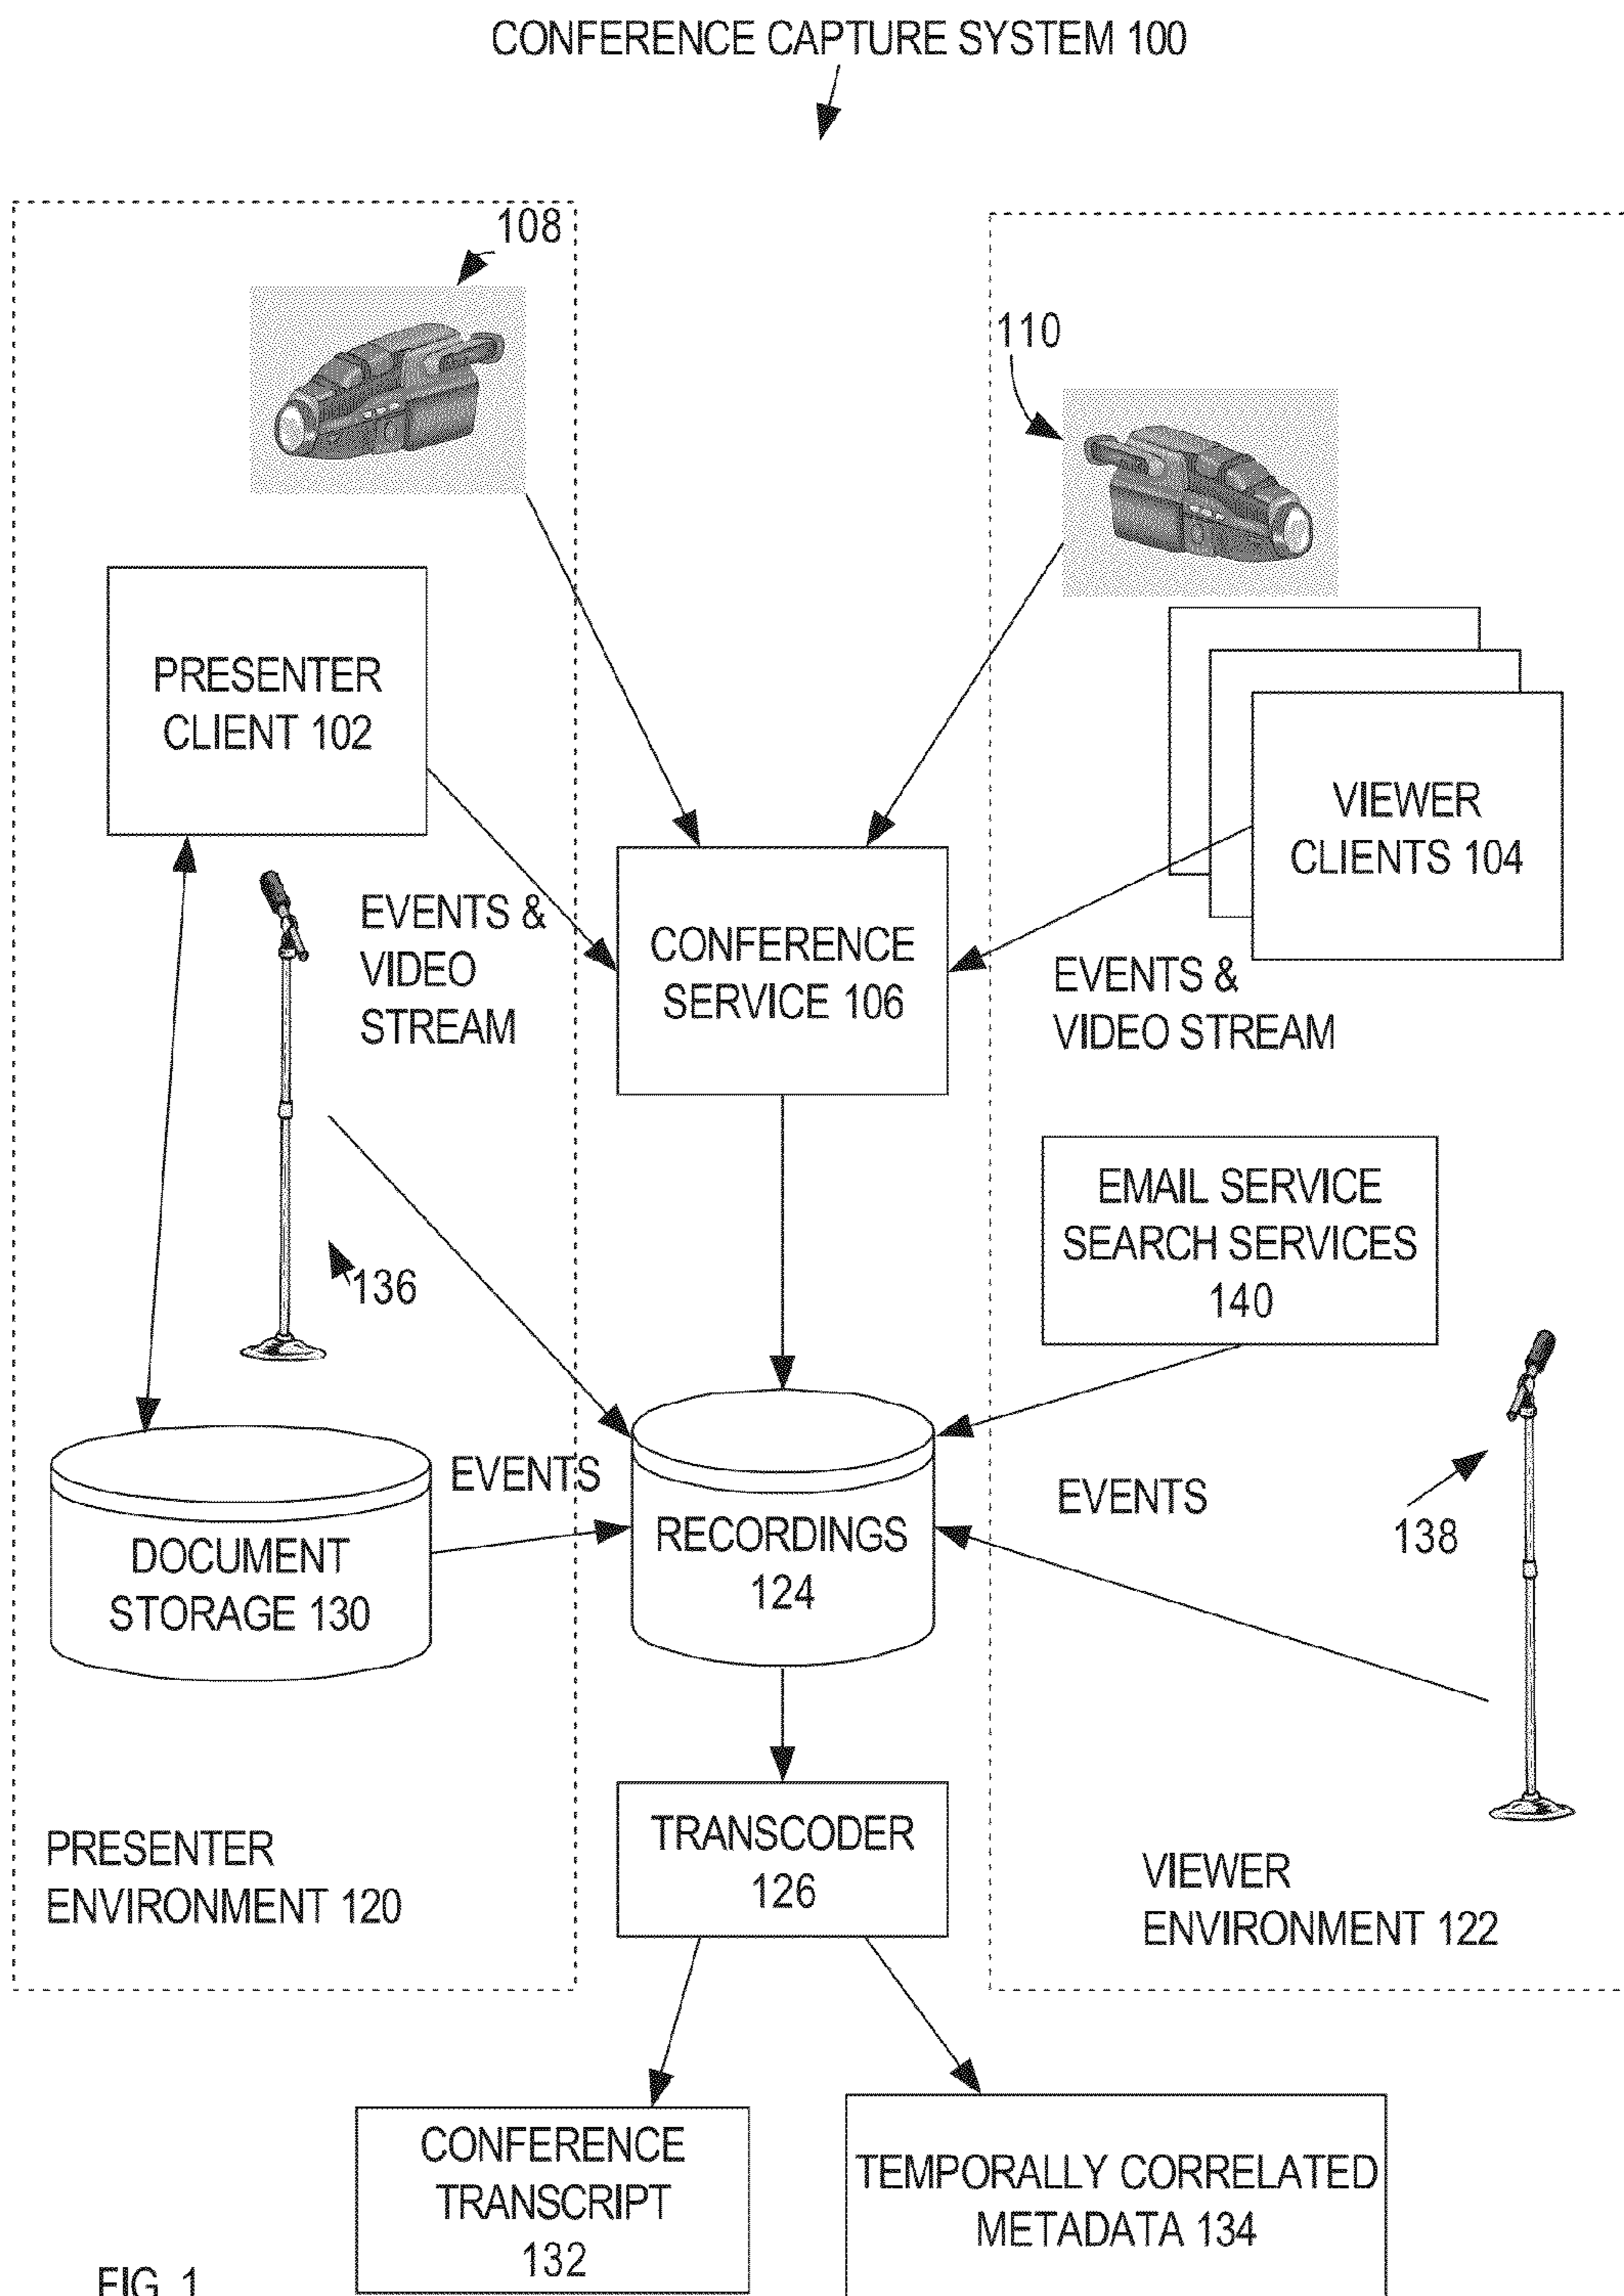 CONFERENCE CAPTURE SYSTEM 100
108
110
PRESENTER
CLIENT 102
VIEWER
CLIENTS 104
EVENTS &
VIDEO
STREAM
CONFERENCE
SERVICE 106
EVENTS &
VIDEO STREAM
EMAIL SERVICE
SEARCH SERVICES
140
136
EVENTS
EVENTS
138
DOCUMENT
STORAGE 130
RECORDINGS
124
TRANSCODER
126
PRESENTER
ENVIRONMENT 120
VIEWER
ENVIRONMENT 122
CONFERENCE
TRANSCRIPT
132
TEMPORALLY CORRELATED
METADATA 134
FIG. 1